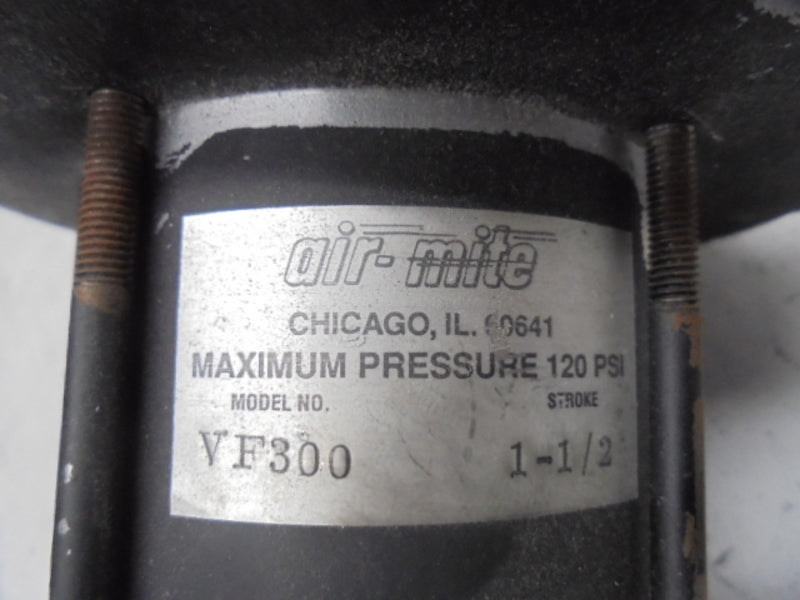 air-mite
CHICAGO, IL. 60641
MAXIMUM PRESSURE 120 PSI
MODEL NO. STROKE
VF300 1-1/2